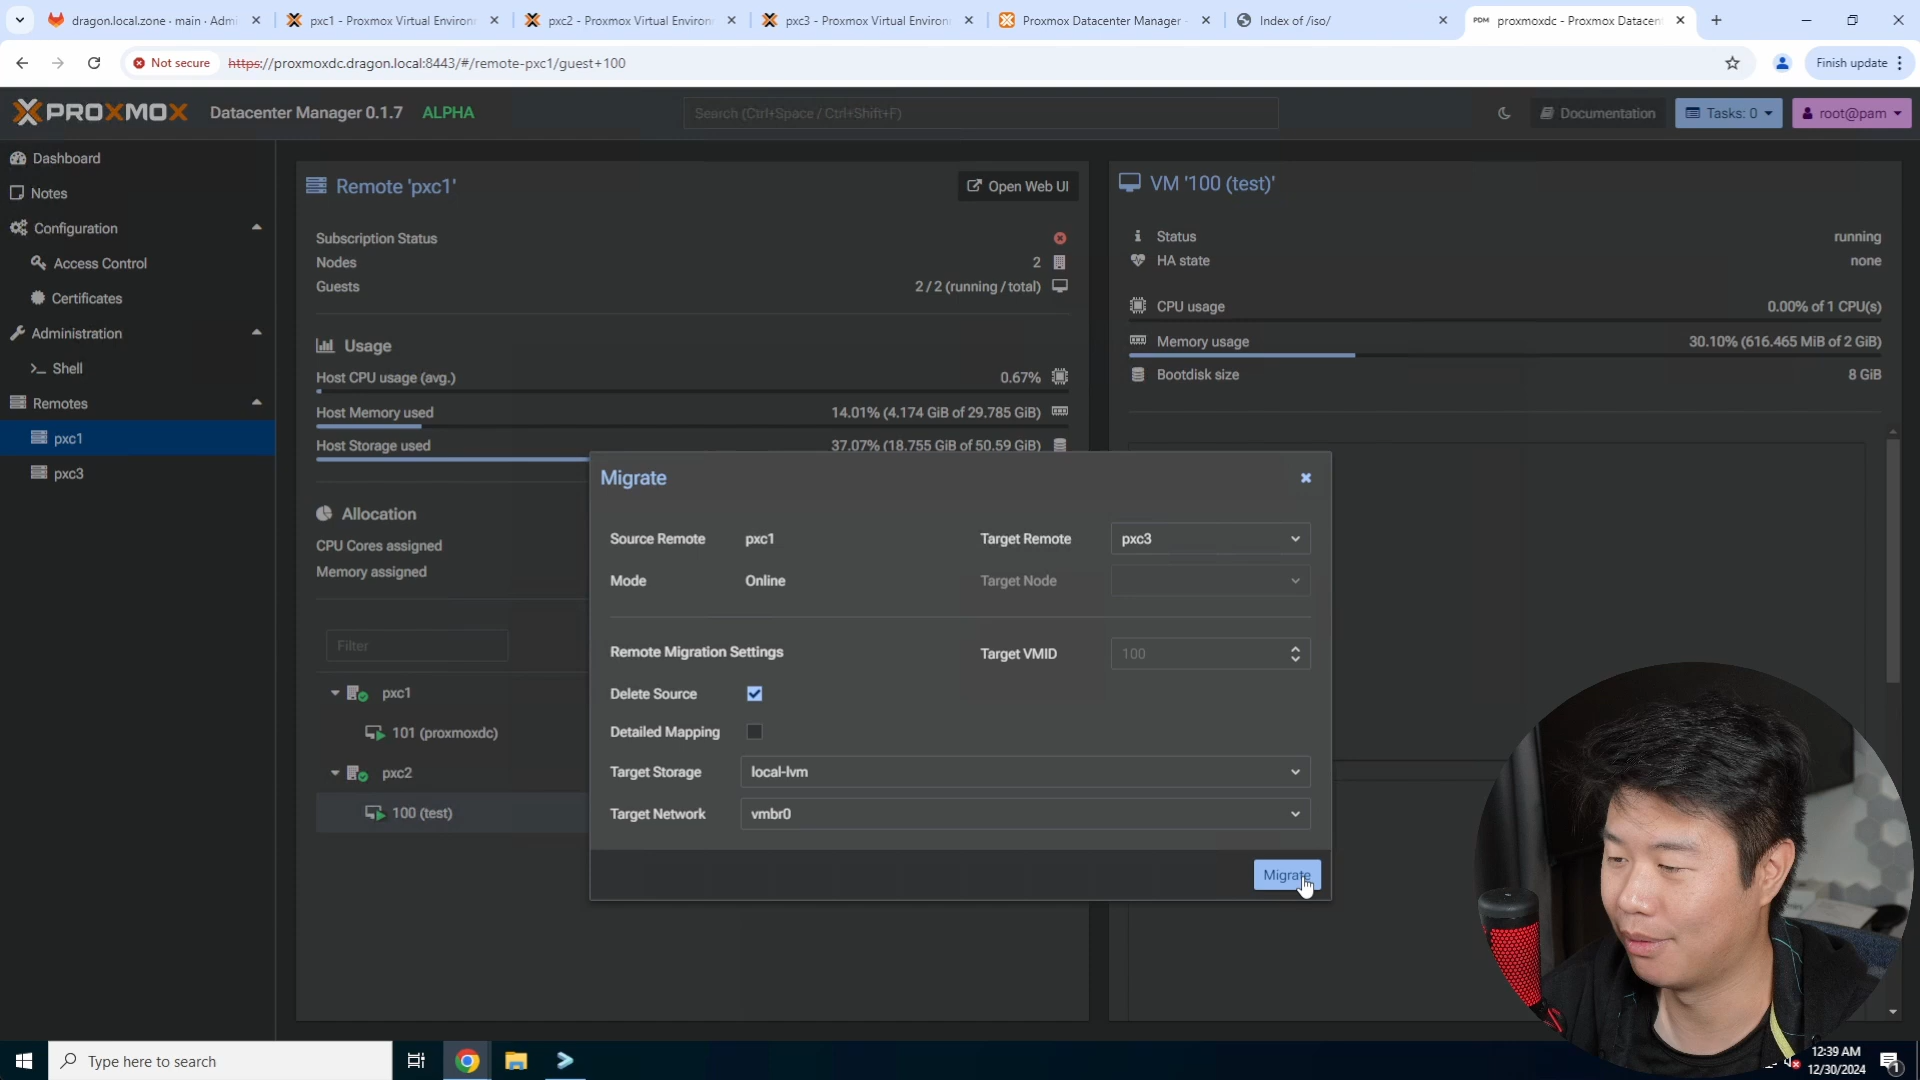 dragon.local.zone - main - Admi
pxc1 - Proxmox Virtual Environ
pxc2 - Proxmox Virtual Environ
pxc3 - Proxmox Virtual Environ
Proxmox Datacenter Manager -
Index of /iso/
PDM proxmoxdc - Proxmox Datacen
Not secure
https://proxmoxdc.dragon.local:8443/#/remote-pxc1/guest+100
Finish update
PROXMOX
Datacenter Manager 0.1.7
ALPHA
Search (Ctrl+Space / Ctrl+Shift+F)
Documentation
Tasks: 0
root@pam
Dashboard
Notes
Configuration
Access Control
Certificates
Administration
Shell
Remotes
pxc1
pxc3
Remote 'pxc1'
Open Web UI
Subscription Status
Nodes 2
Guests 2 / 2 (running / total)
Usage
Host CPU usage (avg.) 0.67%
Host Memory used 14.01% (4.174 GiB of 29.785 GiB)
Host Storage used 37.07% (18.755 GiB of 50.59 GiB)
Allocation
CPU Cores assigned
Memory assigned
Filter
pxc1
101 (proxmoxdc)
pxc2
100 (test)
VM '100 (test)'
Status running
HA state none
CPU usage 0.00% of 1 CPU(s)
Memory usage 30.10% (616.465 MiB of 2 GiB)
Bootdisk size 8 GiB
Migrate
Source Remote pxc1 Target Remote pxc3
Mode Online Target Node
Remote Migration Settings Target VMID 100
Delete Source
Detailed Mapping
Target Storage local-lvm
Target Network vmbr0
Migrate
Type here to search
12:39 AM
12/30/2024
1